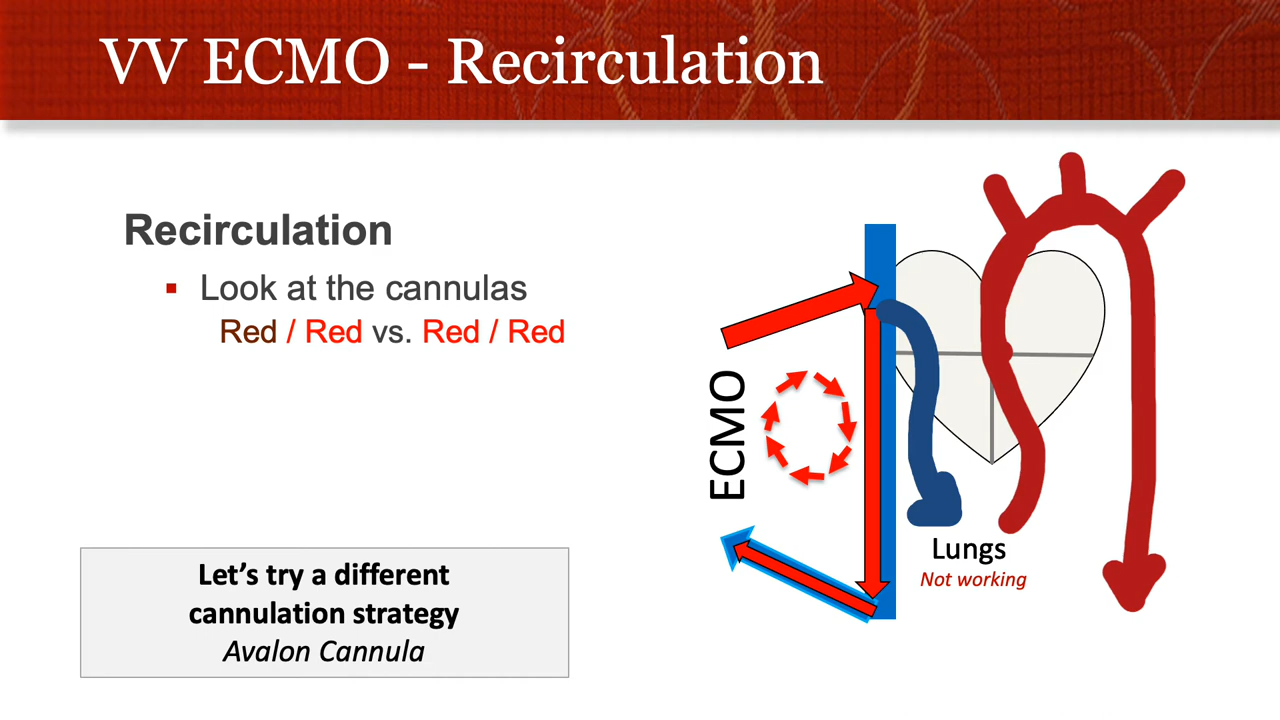 VV ECMO - Recirculation
Recirculation
Look at the cannulas
Red / Red vs. Red / Red
Let's try a different
cannulation strategy
Avalon Cannula
ECMO
Lungs
Not working